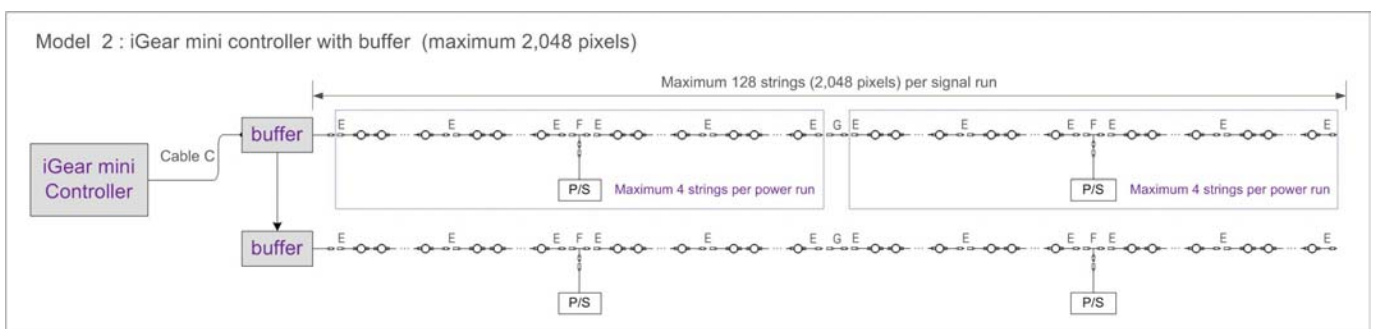 Model 2 : iGear mini controller with buffer (maximum 2,048 pixels)
Maximum 128 strings (2,048 pixels) per signal run
buffer E E E F E E E G E E E F E E E
Cable C
iGear mini
Controller
P/S Maximum 4 strings per power run P/S Maximum 4 strings per power run
buffer E E E F E E E G E E E F E E E
P/S P/S